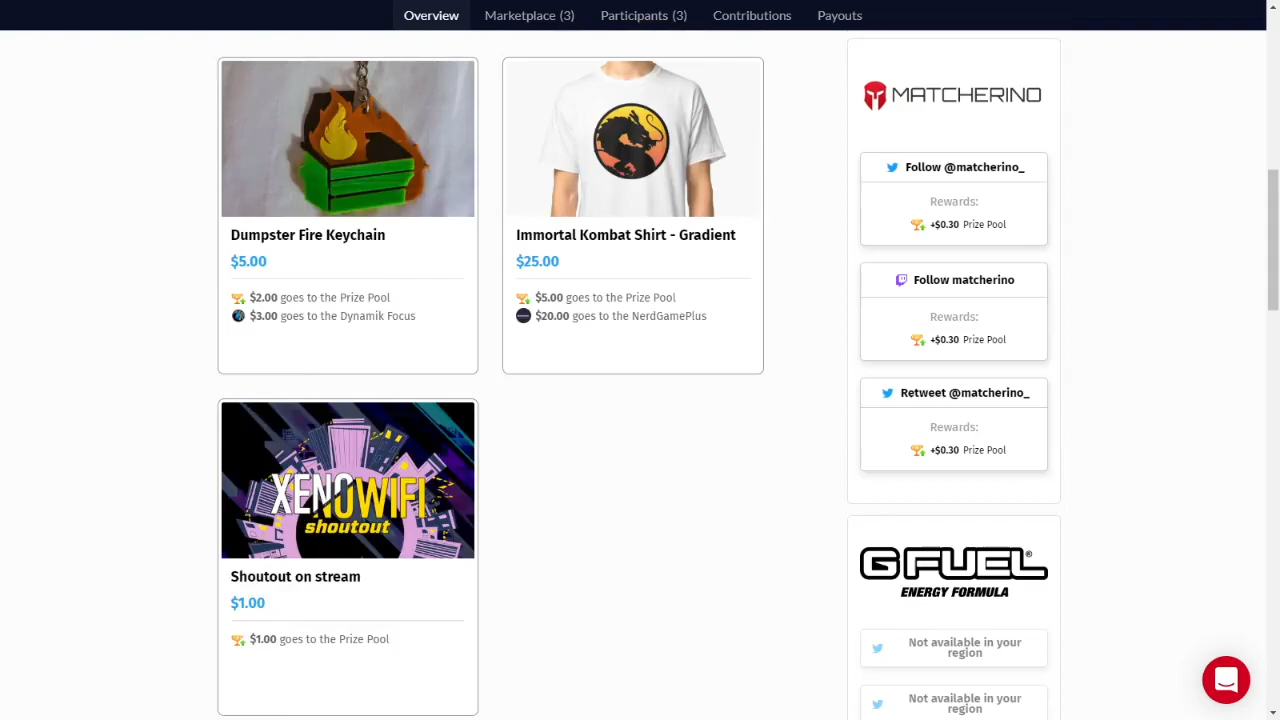 Overview Marketplace (3) Participants (3) Contributions Payouts
Dumpster Fire Keychain
$5.00
$2.00 goes to the Prize Pool
$3.00 goes to the Dynamik Focus
Immortal Kombat Shirt - Gradient
$25.00
$5.00 goes to the Prize Pool
$20.00 goes to the NerdGamePlus
XENOWIFI
shoutout
Shoutout on stream
$1.00
$1.00 goes to the Prize Pool
MATCHERINO
Follow @matcherino_
Rewards:
+$0.30 Prize Pool
Follow matcherino
Rewards:
+$0.30 Prize Pool
Retweet @matcherino_
Rewards:
+$0.30 Prize Pool
G FUEL®
ENERGY FORMULA
Not available in your
region
Not available in your
region